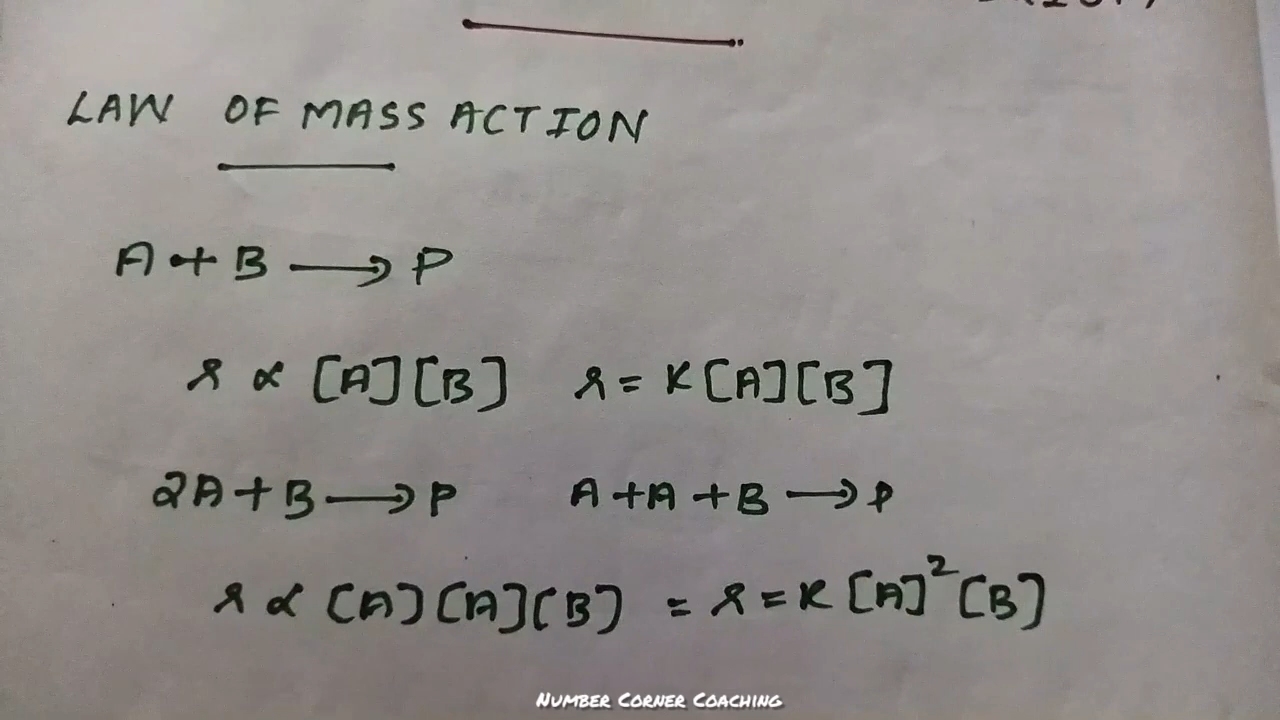 LAW OF MASS ACTION
A + B ⟶ P
r ∝ [A][B]   r = K[A][B]
2A + B ⟶ P   A + A + B ⟶ P
r ∝ [A][A][B] = r = K[A]²[B]
NUMBER CORNER COACHING